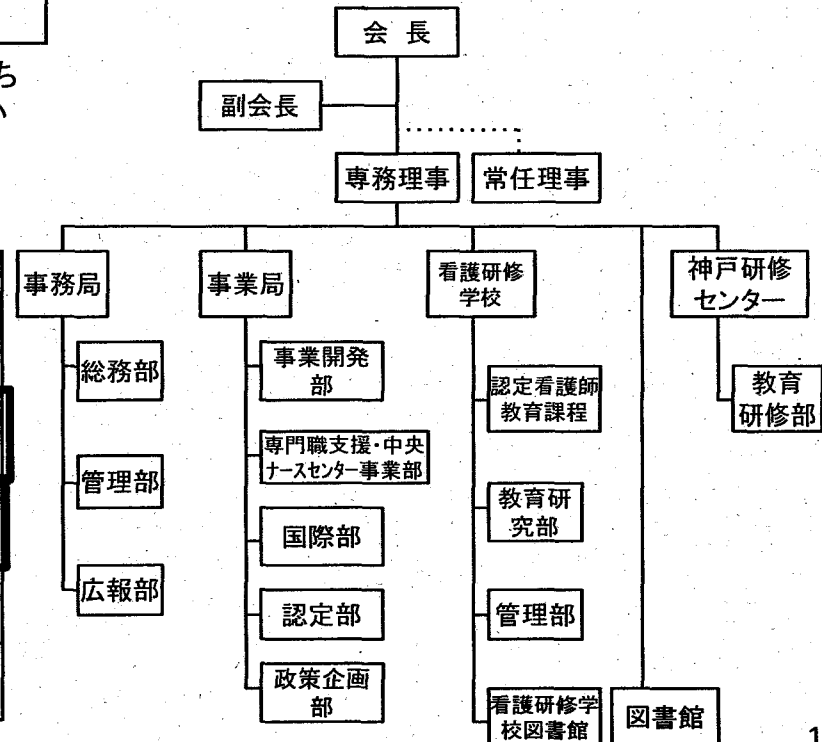 会 長
ち
副会長
い
専務理事
常任理事
事務局
事業局
看護研修
学校
神戸研修
センター
総務部
事業開発
部
認定看護師
教育課程
教育
研修部
専門職支援・中央
ナースセンター事業部
管理部
教育研
究部
国際部
広報部
認定部
管理部
政策企画
部
看護研修学
校図書館
図書館
1